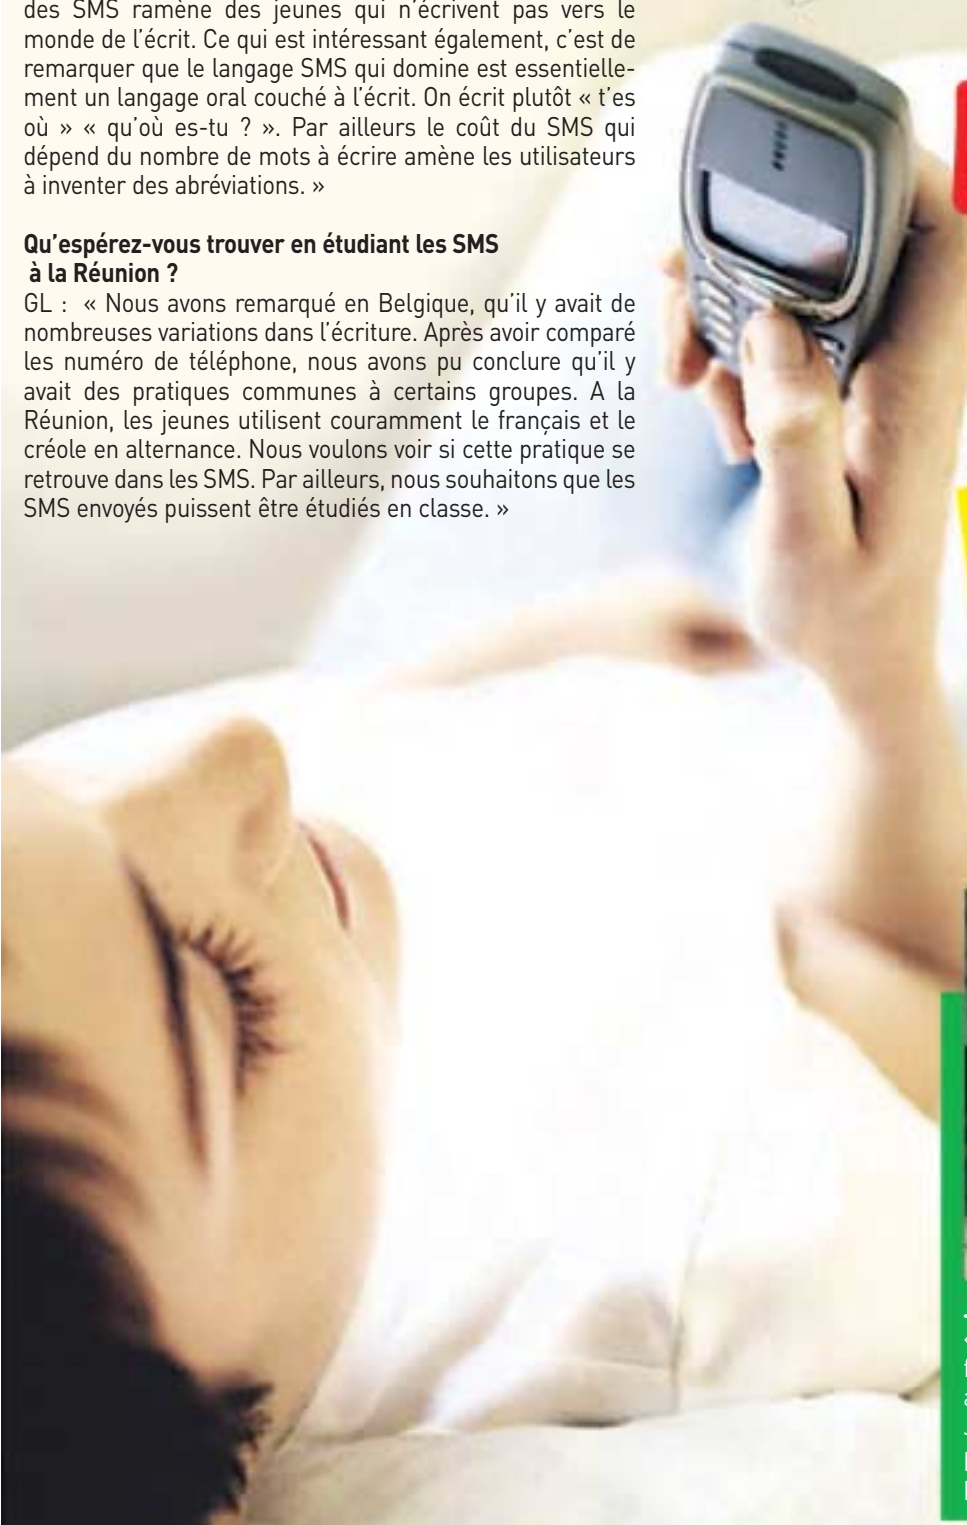 des SMS ramène des jeunes qui n’écrivent pas vers le
monde de l’écrit. Ce qui est intéressant également, c’est de
remarquer que le langage SMS qui domine est essentielle-
ment un langage oral couché à l’écrit. On écrit plutôt « t’es
où » « qu’où es-tu ? ». Par ailleurs le coût du SMS qui
dépend du nombre de mots à écrire amène les utilisateurs
à inventer des abréviations. »
Qu’espérez-vous trouver en étudiant les SMS
à la Réunion ?
GL : « Nous avons remarqué en Belgique, qu’il y avait de
nombreuses variations dans l’écriture. Après avoir comparé
les numéro de téléphone, nous avons pu conclure qu’il y
avait des pratiques communes à certains groupes. A la
Réunion, les jeunes utilisent couramment le français et le
créole en alternance. Nous voulons voir si cette pratique se
retrouve dans les SMS. Par ailleurs, nous souhaitons que les
SMS envoyés puissent être étudiés en classe. »